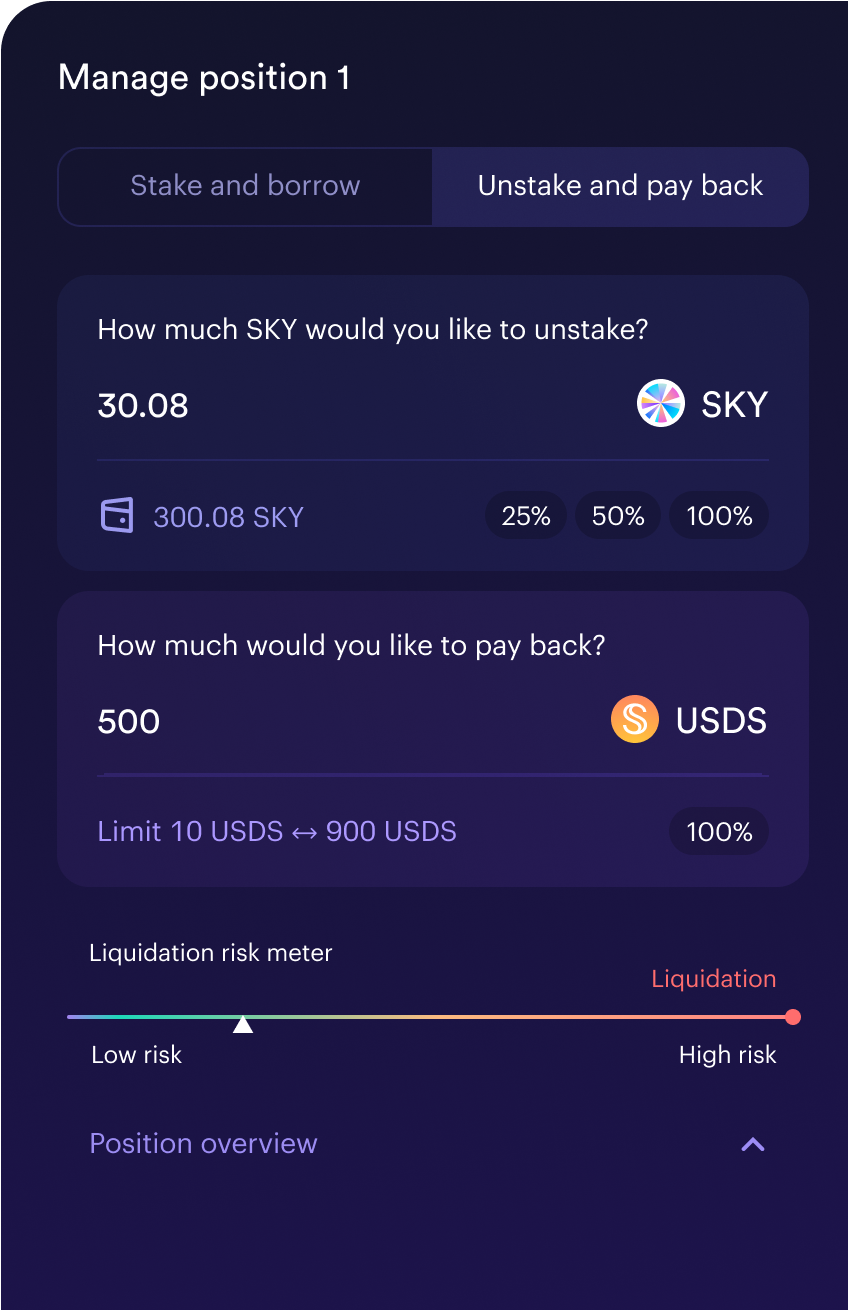 Manage position 1
Stake and borrow
Unstake and pay back
How much SKY would you like to unstake?
30.08
SKY
300.08 SKY
25%
50%
100%
How much would you like to pay back?
500
USDS
Limit 10 USDS ↔ 900 USDS
100%
Liquidation risk meter
Liquidation
Low risk
High risk
Position overview